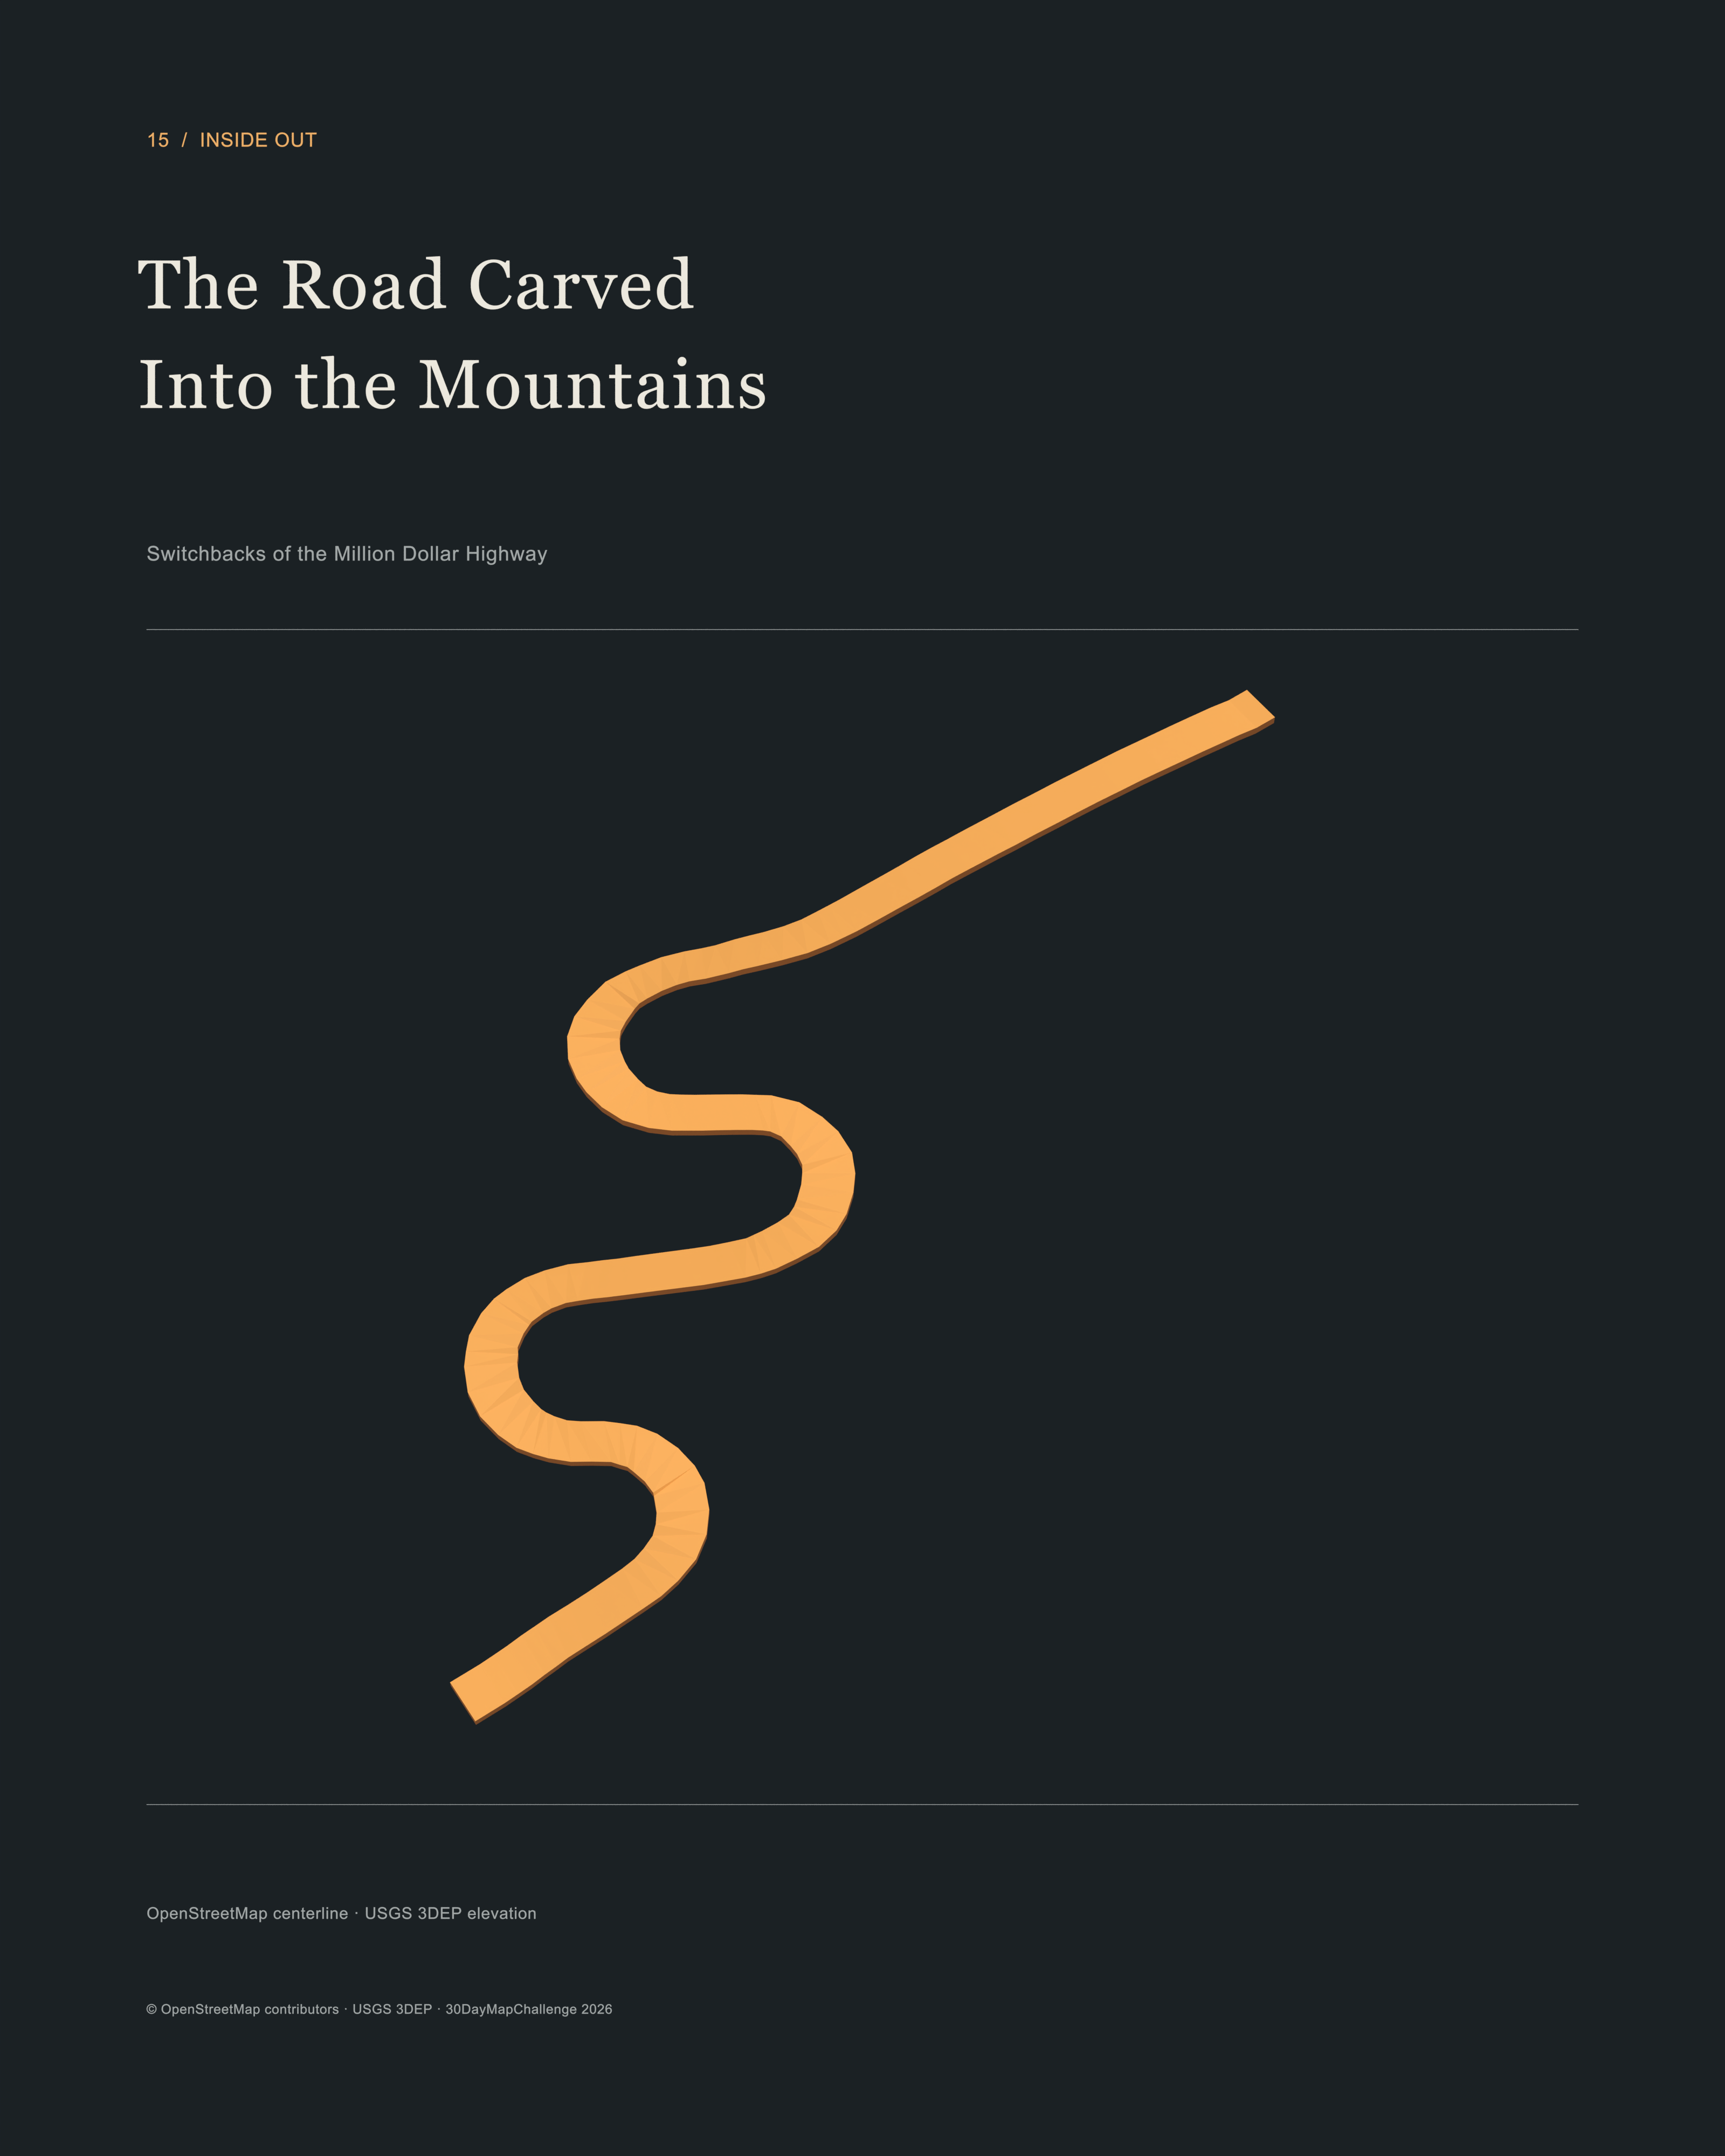 15 / INSIDE OUT
The Road Carved
Into the Mountains
Switchbacks of the Million Dollar Highway
OpenStreetMap centerline · USGS 3DEP elevation
© OpenStreetMap contributors · USGS 3DEP · 30DayMapChallenge 2026